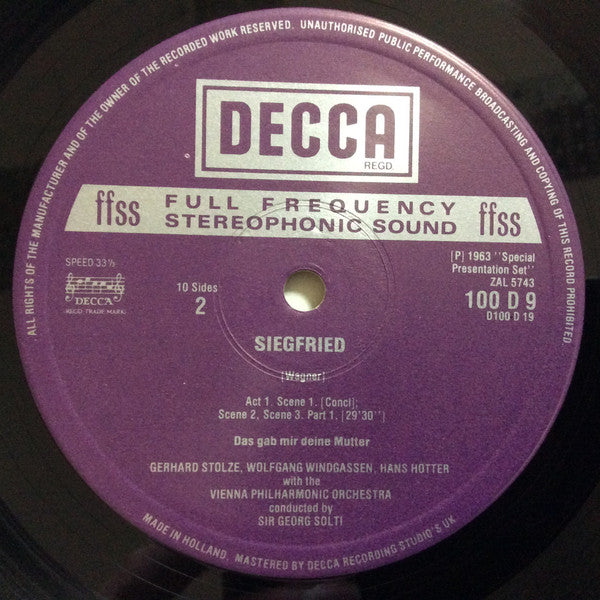 ALL RIGHTS OF THE MANUFACTURER AND OF THE OWNER OF THE RECORDED WORK RESERVED. UNAUTHORISED PUBLIC PERFORMANCE BROADCASTING AND COPYING OF THIS RECORD PROHIBITED.
DECCA
REGD.
ffss FULL FREQUENCY STEREOPHONIC SOUND ffss
SPEED 33⅓
DECCA
REGD. TRADE MARK.
10 Sides
2
[P] 1963 ''Special
Presentation Set''
ZAL 5743
100 D 9
D100 D 19
SIEGFRIED
(Wagner)
Act 1. Scene 1. [Concl];
Scene 2, Scene 3. Part 1. [29'30'']
Das gab mir deine Mutter
GERHARD STOLZE, WOLFGANG WINDGASSEN, HANS HOTTER
with the
VIENNA PHILHARMONIC ORCHESTRA
conducted by
SIR GEORG SOLTI
MADE IN HOLLAND. MASTERED BY DECCA RECORDING STUDIO'S UK